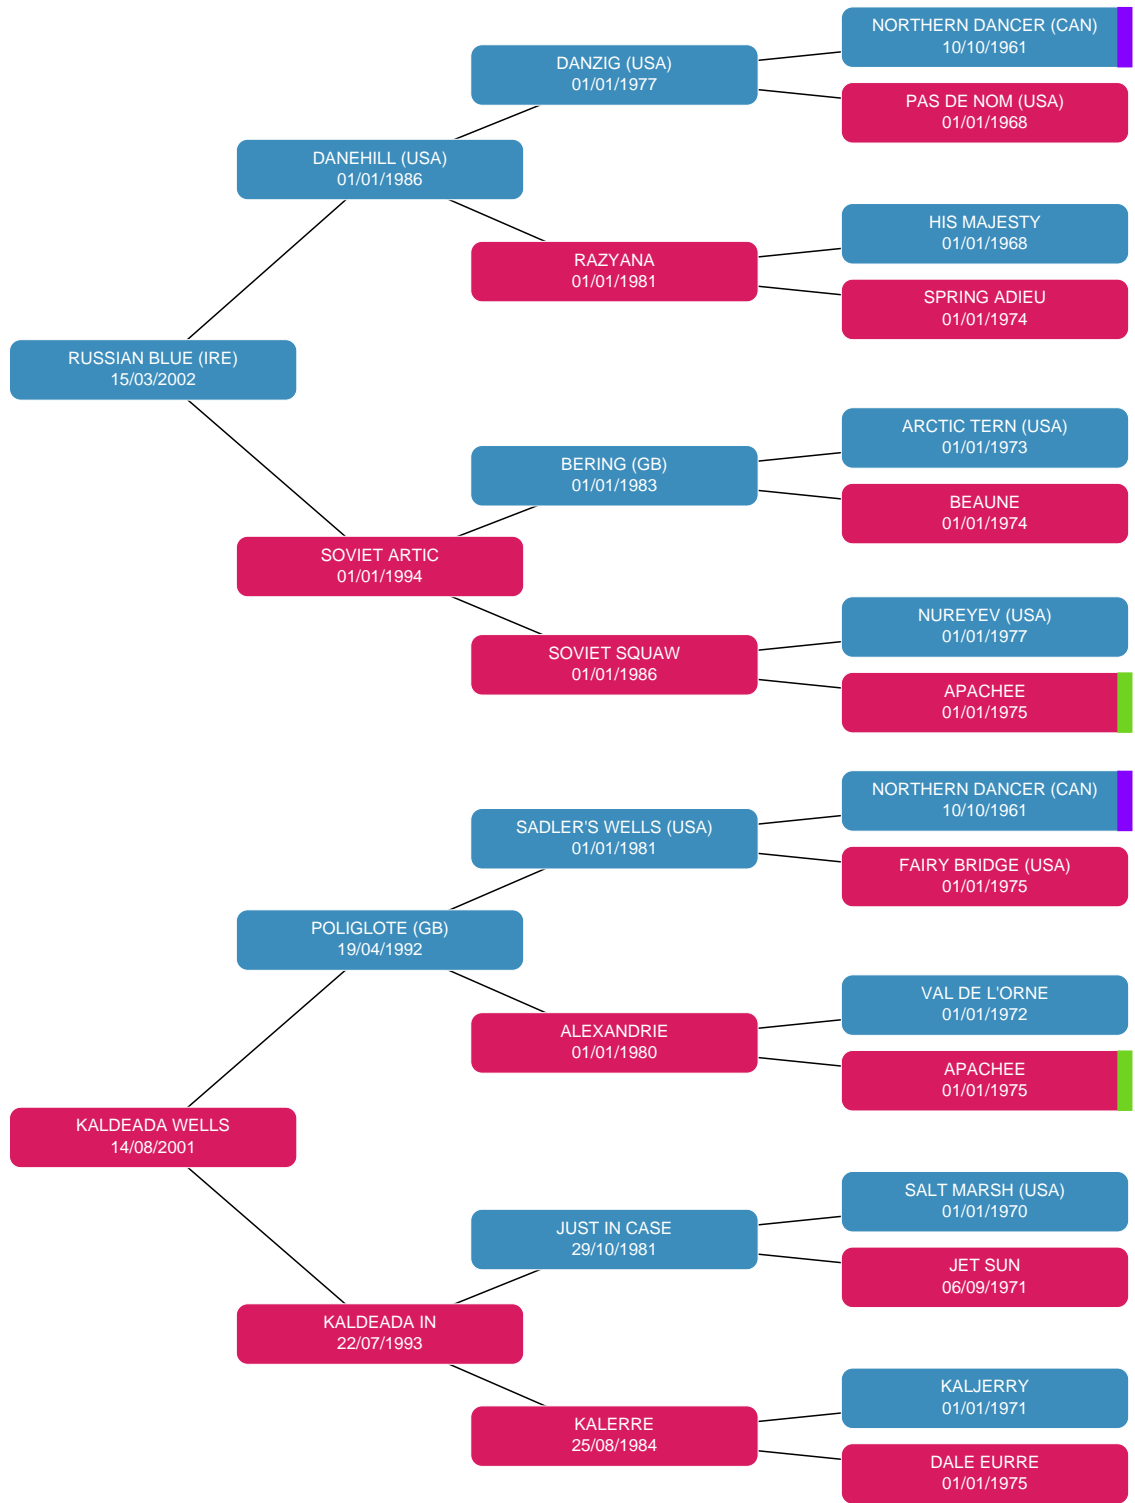 NORTHERN DANCER (CAN)
10/10/1961
DANZIG (USA)
01/01/1977
PAS DE NOM (USA)
01/01/1968
DANEHILL (USA)
01/01/1986
HIS MAJESTY
01/01/1968
RAZYANA
01/01/1981
SPRING ADIEU
01/01/1974
RUSSIAN BLUE (IRE)
15/03/2002
ARCTIC TERN (USA)
01/01/1973
BERING (GB)
01/01/1983
BEAUNE
01/01/1974
SOVIET ARTIC
01/01/1994
NUREYEV (USA)
01/01/1977
SOVIET SQUAW
01/01/1986
APACHEE
01/01/1975
NORTHERN DANCER (CAN)
10/10/1961
SADLER'S WELLS (USA)
01/01/1981
FAIRY BRIDGE (USA)
01/01/1975
POLIGLOTE (GB)
19/04/1992
VAL DE L'ORNE
01/01/1972
ALEXANDRIE
01/01/1980
APACHEE
01/01/1975
KALDEADA WELLS
14/08/2001
SALT MARSH (USA)
01/01/1970
JUST IN CASE
29/10/1981
JET SUN
06/09/1971
KALDEADA IN
22/07/1993
KALJERRY
01/01/1971
KALERRE
25/08/1984
DALE EURRE
01/01/1975